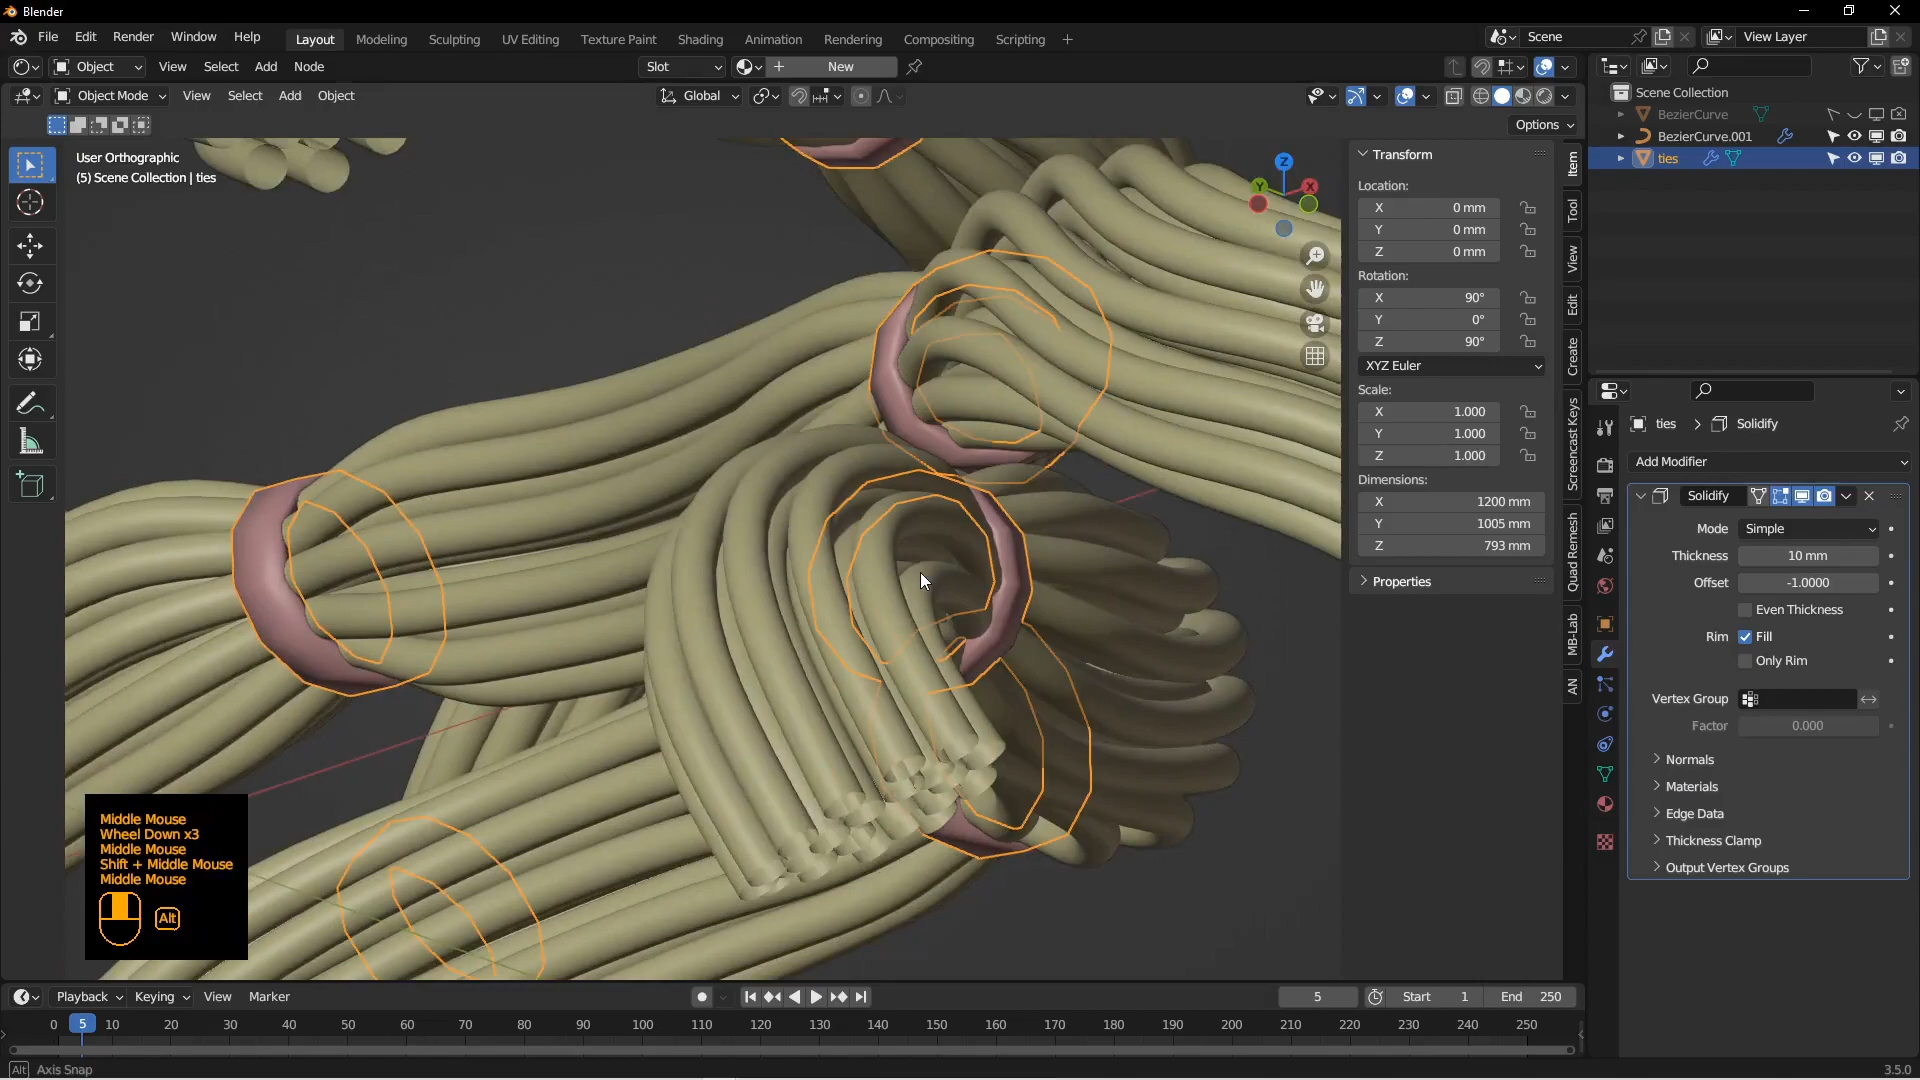 Blender
File Edit Render Window Help
Layout Modeling Sculpting UV Editing Texture Paint Shading Animation Rendering Compositing Scripting +
Scene
View Layer
Object View Select Add Node
Slot
New
Object Mode View Select Add Object
Global
Options
User Orthographic
(5) Scene Collection | ties
Z
Y
X
Transform
Location:
X 0 mm
Y 0 mm
Z 0 mm
Rotation:
X 90°
Y 0°
Z 90°
XYZ Euler
Scale:
X 1.000
Y 1.000
Z 1.000
Dimensions:
X 1200 mm
Y 1005 mm
Z 793 mm
Properties
Item
Tool
View
Edit
Create
Screencast Keys
Quad Remesh
MB-Lab
AN
Scene Collection
BezierCurve
BezierCurve.001
ties
ties > Solidify
Add Modifier
Solidify
Mode Simple
Thickness 10 mm
Offset -1.0000
Even Thickness
Rim Fill
Only Rim
Vertex Group
Factor 0.000
Normals
Materials
Edge Data
Thickness Clamp
Output Vertex Groups
Middle Mouse
Wheel Down x3
Middle Mouse
Shift + Middle Mouse
Middle Mouse
Alt
Playback Keying View Marker
5
Start 1
End 250
0 5 10 20 30 40 50 60 70 80 90 100 110 120 130 140 150 160 170 180 190 200 210 220 230 240 250
Alt Axis Snap
3.5.0